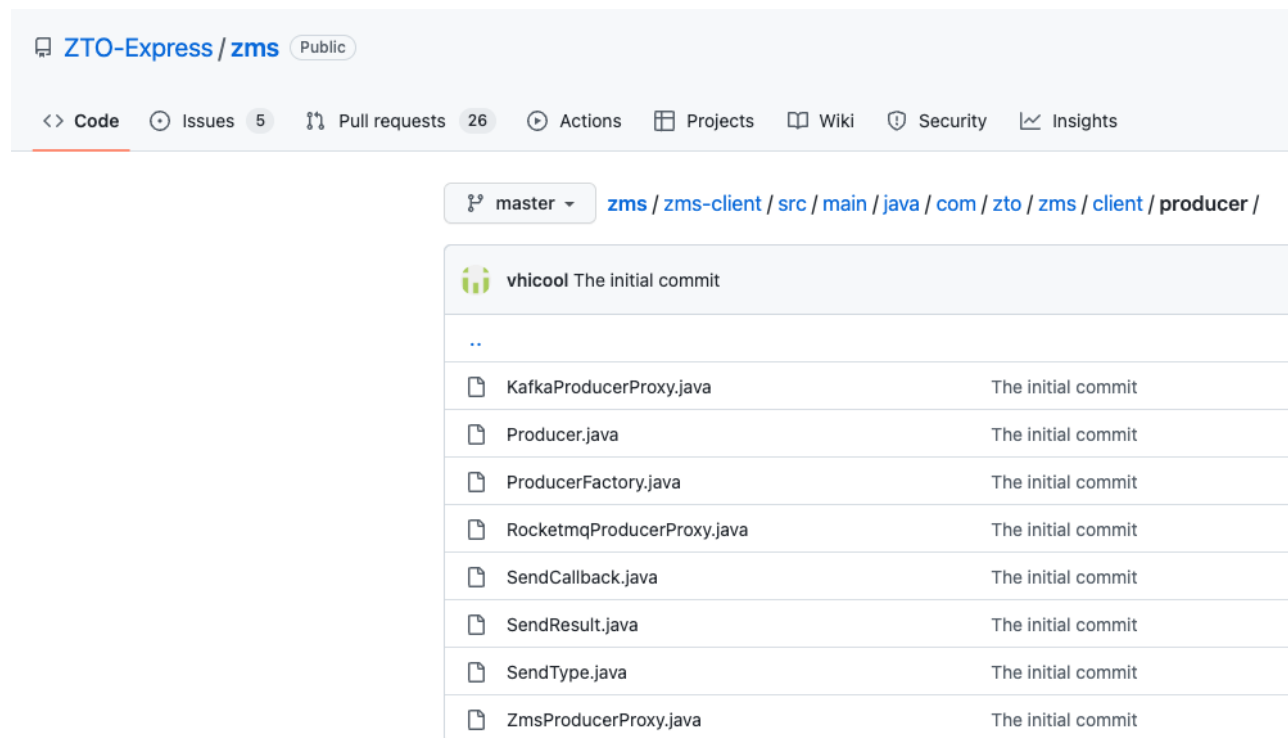 ZTO-Express / zms Public
Code Issues 5 Pull requests 26 Actions Projects Wiki Security Insights
master zms / zms-client / src / main / java / com / zto / zms / client / producer /
vhicool The initial commit
..
KafkaProducerProxy.java The initial commit
Producer.java The initial commit
ProducerFactory.java The initial commit
RocketmqProducerProxy.java The initial commit
SendCallback.java The initial commit
SendResult.java The initial commit
SendType.java The initial commit
ZmsProducerProxy.java The initial commit